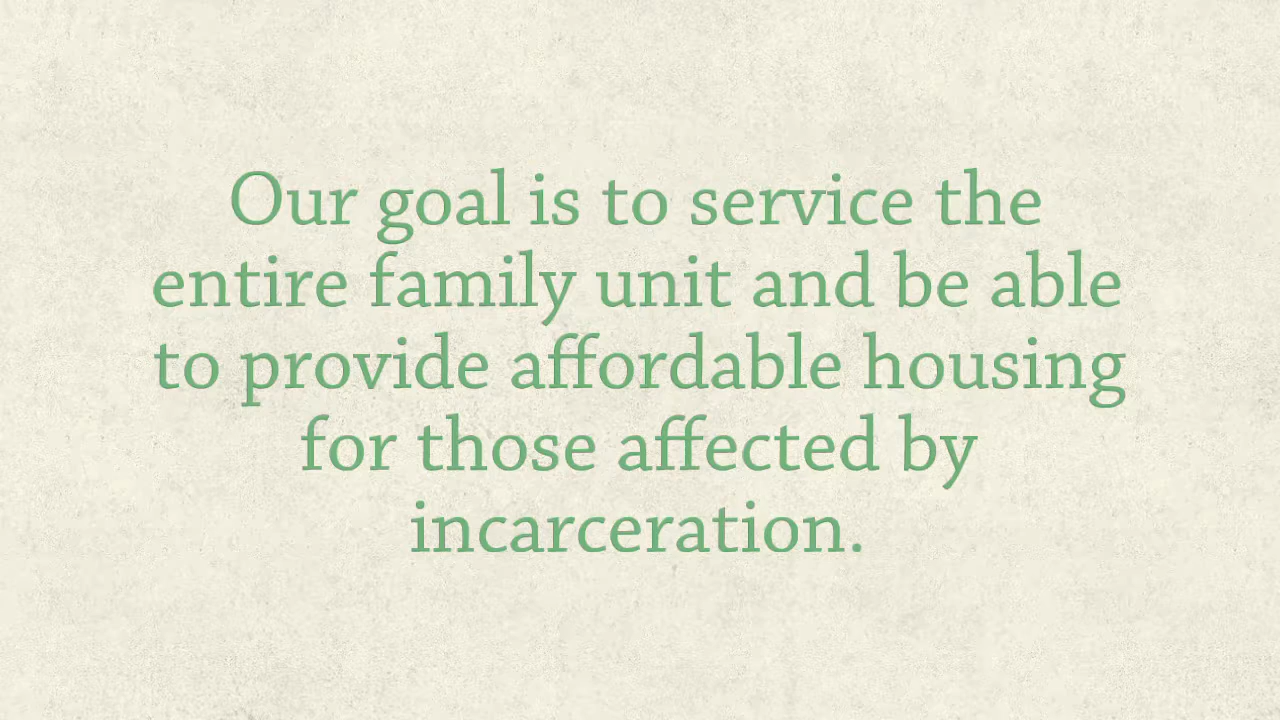 Our goal is to service the
entire family unit and be able
to provide affordable housing
for those affected by
incarceration.